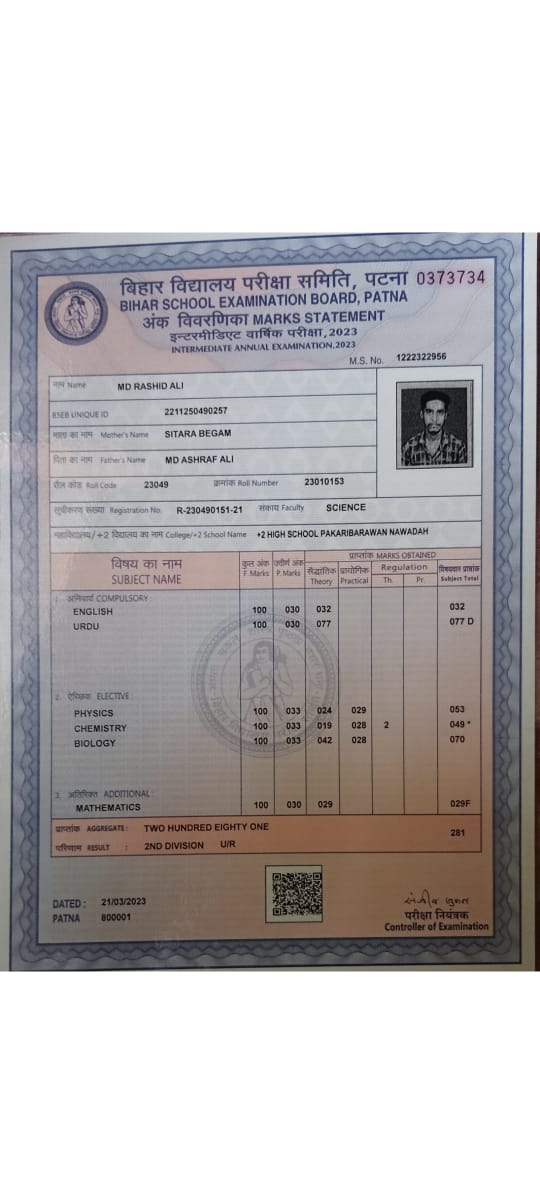 बिहार विद्यालय परीक्षा समिति, पटना 0373734
BIHAR SCHOOL EXAMINATION BOARD, PATNA
अंक विवरणिका MARKS STATEMENT
इन्टरमीडिएट वार्षिक परीक्षा, 2023
INTERMEDIATE ANNUAL EXAMINATION, 2023
M.S. No. 1222322956
नाम Name MD RASHID ALI
BSEB UNIQUE ID 2211250490257
माता का नाम Mother's Name SITARA BEGAM
पिता का नाम Father's Name MD ASHRAF ALI
रौल कोड Roll Code 23049 क्रमांक Roll Number 23010153
सूचीकरण संख्या Registration No. R-230490151-21 संकाय Faculty SCIENCE
महाविद्यालय/+2 विद्यालय का नाम College/+2 School Name +2 HIGH SCHOOL PAKARIBARAWAN NAWADAH
विषय का नाम SUBJECT NAME कुल अंक F. Marks उत्तीर्ण अंक P. Marks प्राप्तांक MARKS OBTAINED
सैद्धांतिक Theory प्रायोगिक Practical Regulation Th. Pr. विषयवार प्राप्तांक Subject Total
1. अनिवार्य COMPULSORY :
ENGLISH 100 030 032 032
URDU 100 030 077 077 D
2. ऐच्छिक ELECTIVE :
PHYSICS 100 033 024 029 053
CHEMISTRY 100 033 019 028 2 049 *
BIOLOGY 100 033 042 028 070
3. अतिरिक्त ADDITIONAL :
MATHEMATICS 100 030 029 029F
प्राप्तांक AGGREGATE : TWO HUNDRED EIGHTY ONE 281
परिणाम RESULT : 2ND DIVISION U/R
DATED : 21/03/2023
PATNA 800001
परीक्षा नियंत्रक
Controller of Examination